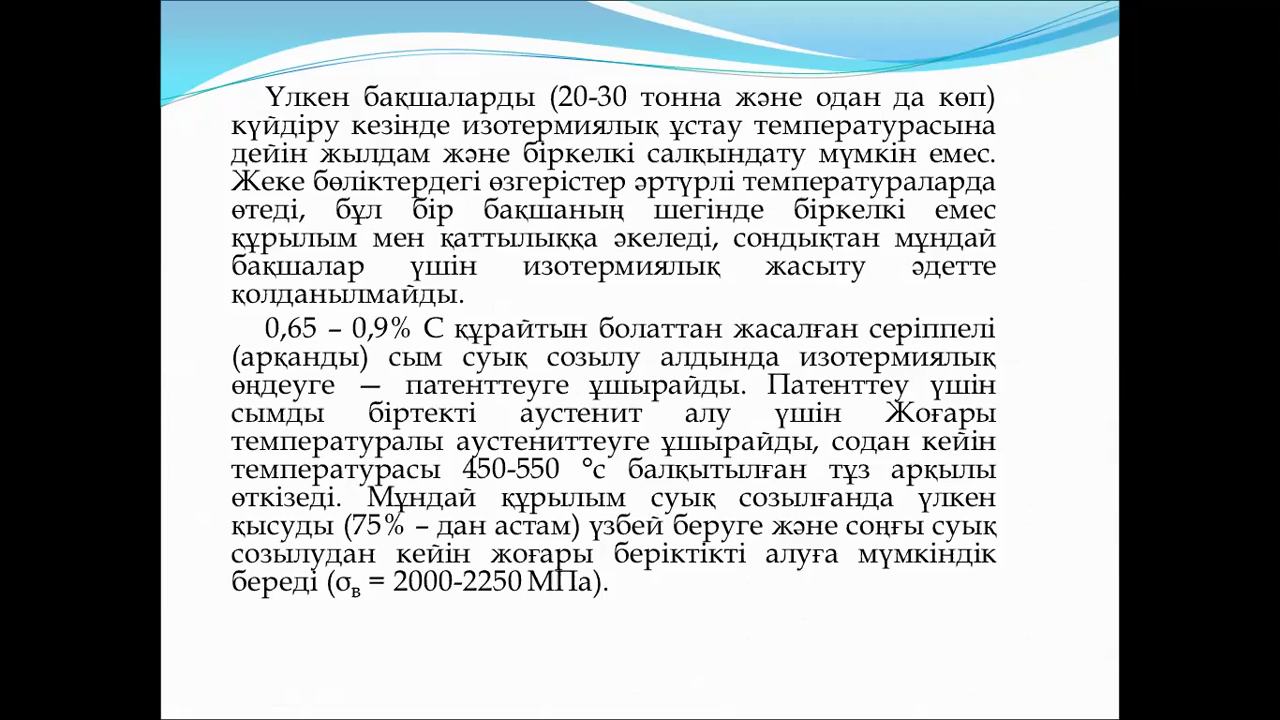 Үлкен бақшаларды (20-30 тонна және одан да көп)
күйдіру кезінде изотермиялық ұстау температурасына
дейін жылдам және біркелкі салқындату мүмкін емес.
Жеке бөліктердегі өзгерістер әртүрлі температураларда
өтеді, бұл бір бақшаның шегінде біркелкі емес
құрылым мен қаттылыққа әкеледі, сондықтан мұндай
бақшалар үшін изотермиялық жасыту әдетте
қолданылмайды.
0,65 – 0,9% С құрайтын болаттан жасалған серіппелі
(арқанды) сым суық созылу алдында изотермиялық
өңдеуге — патенттеуге ұшырайды. Патенттеу үшін
сымды біртекті аустенит алу үшін Жоғары
температуралы аустениттеуге ұшырайды, содан кейін
температурасы 450-550 °с балқытылған тұз арқылы
өткізеді. Мұндай құрылым суық созылғанда үлкен
қысуды (75% – дан астам) үзбей беруге және соңғы суық
созылудан кейін жоғары беріктікті алуға мүмкіндік
береді (σв = 2000-2250 МПа).